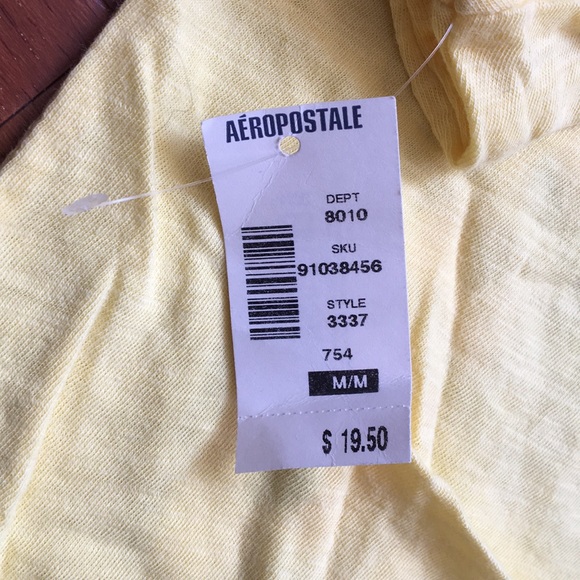 AÉROPOSTALE
DEPT
8010
SKU
91038456
STYLE
3337
754
M/M
$ 19.50